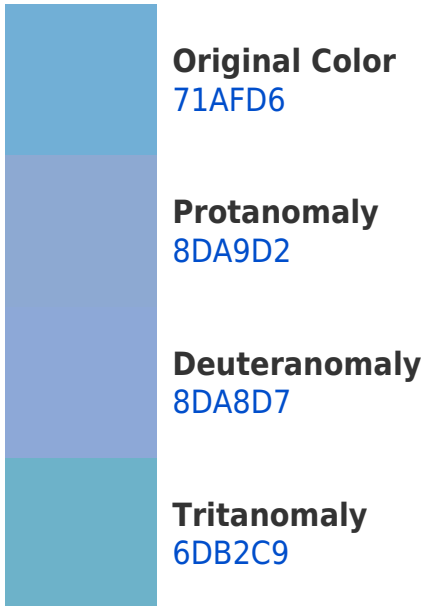 Original Color
71AFD6
Protanomaly
8DA9D2
Deuteranomaly
8DA8D7
Tritanomaly
6DB2C9